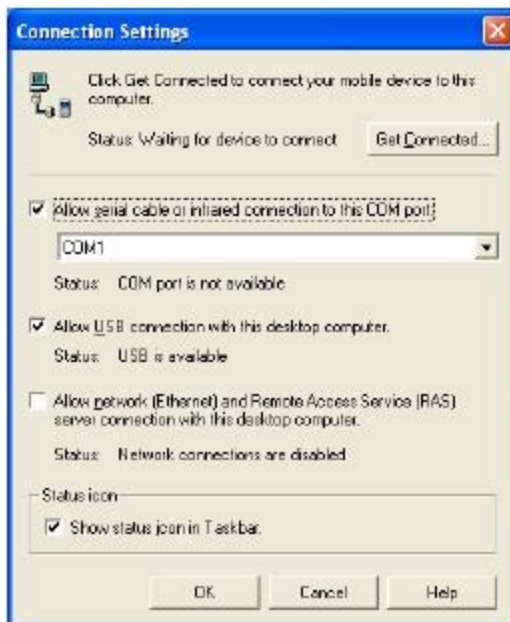 Connection Settings
Click Get Connected to connect your mobile device to this
computer.
Status: Waiting for device to connect
Get Connected...
Allow serial cable or infrared connection to this COM port:
COM1
Status: COM port is not available
Allow USB connection with this desktop computer.
Status: USB is available
Allow network (Ethernet) and Remote Access Service (RAS)
server connection with this desktop computer.
Status: Network connections are disabled
Status icon
Show status icon in Taskbar.
OK Cancel Help